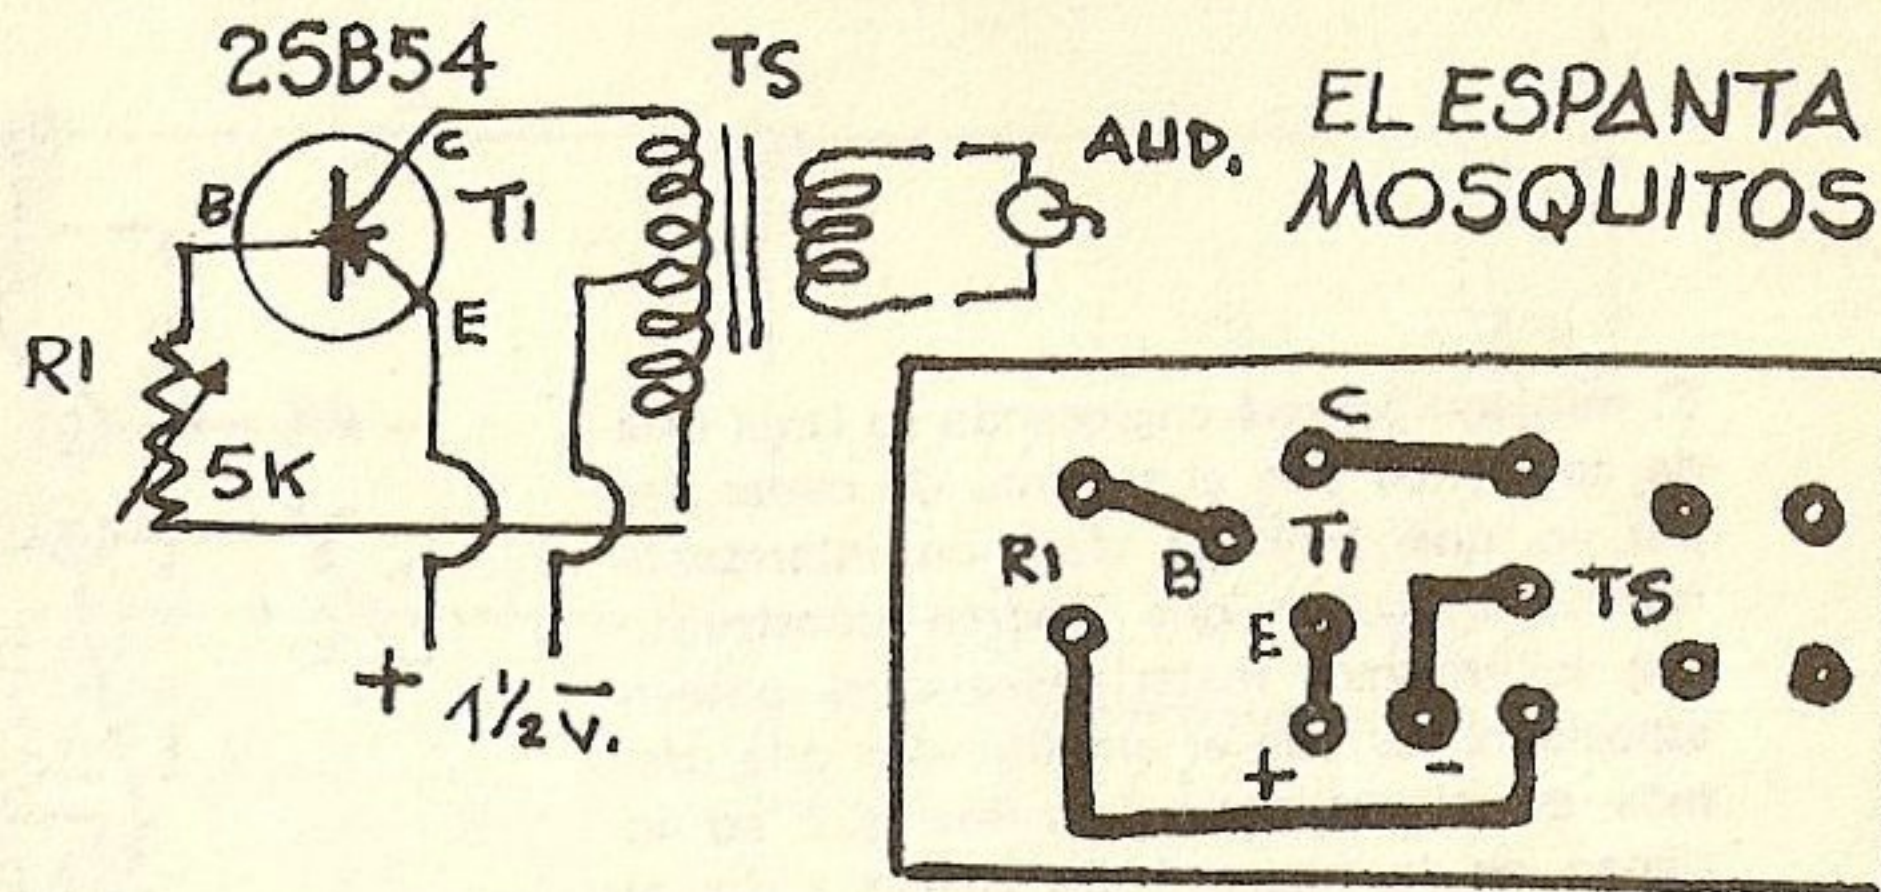 2SB54
TS
EL ESPANTA
MOSQUITOS
AUD.
C
B
T1
E
R1
5K
+ 1½ V. -
C
R1
B
T1
E
TS
+
-